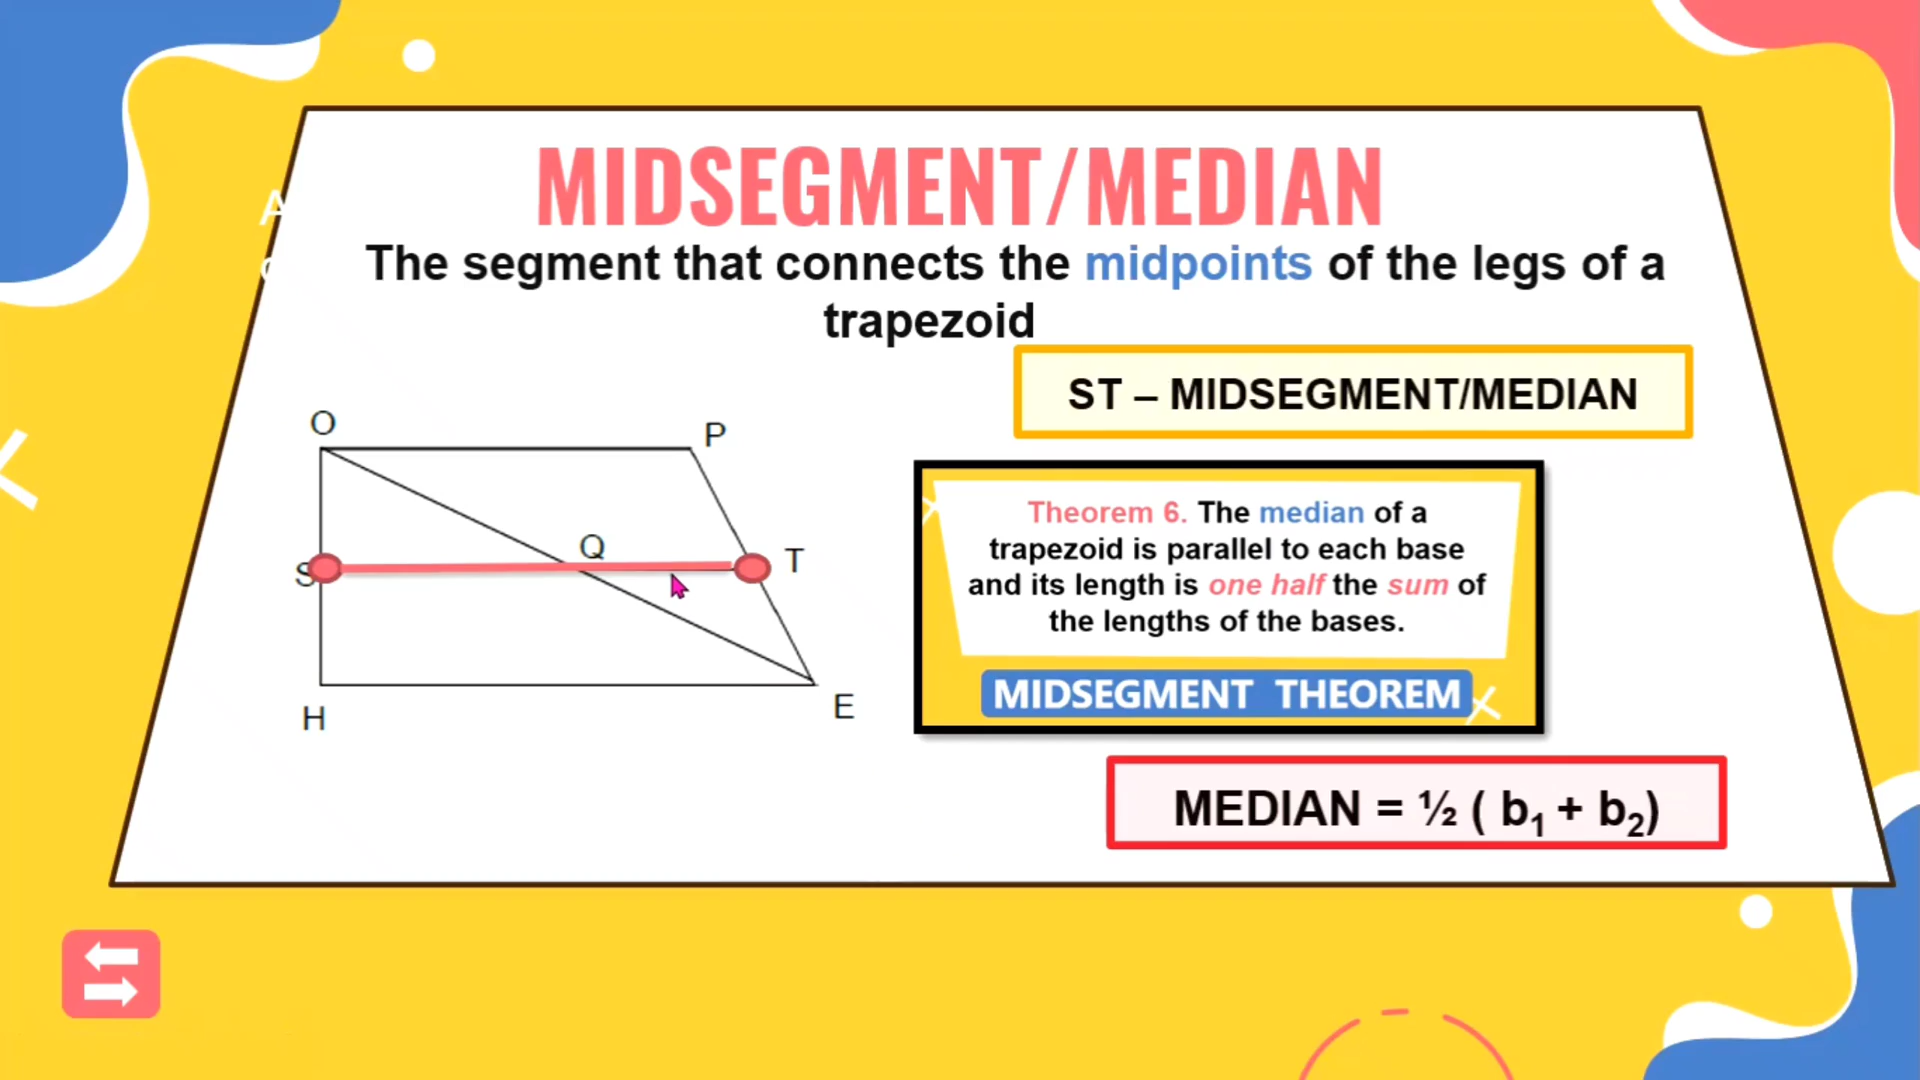 MIDSEGMENT/MEDIAN
A
The segment that connects the midpoints of the legs of a
trapezoid
ST – MIDSEGMENT/MEDIAN
O
P
Theorem 6. The median of a
trapezoid is parallel to each base
and its length is one half the sum of
the lengths of the bases.
Q
S
T
MIDSEGMENT THEOREM
H
E
MEDIAN = ½ ( b₁ + b₂)